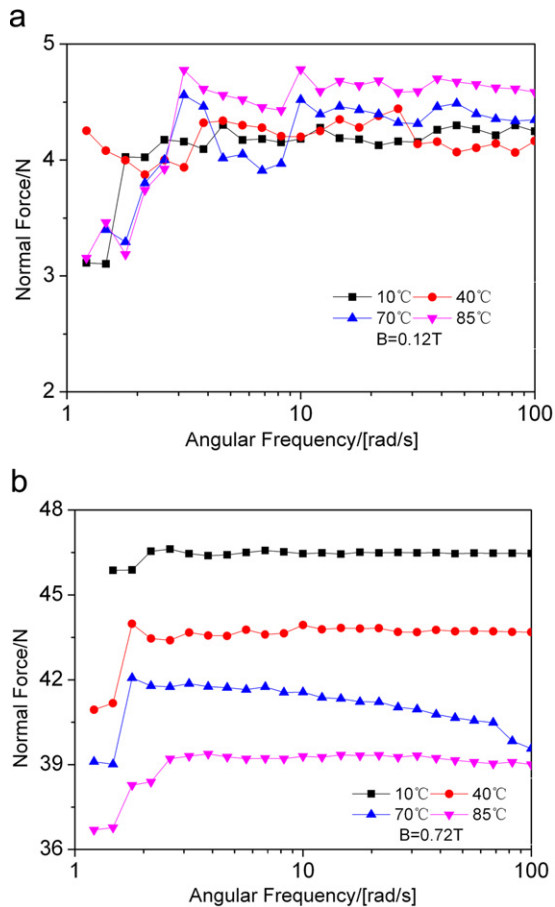 a
5
4
3
2
Normal Force/N
10℃ 40℃
70℃ 85℃
B=0.12T
1 10 100
Angular Frequency/[rad/s]
b
48
45
42
39
36
Normal Force/N
10℃ 40℃
70℃ 85℃
B=0.72T
1 10 100
Angular Frequency/[rad/s]